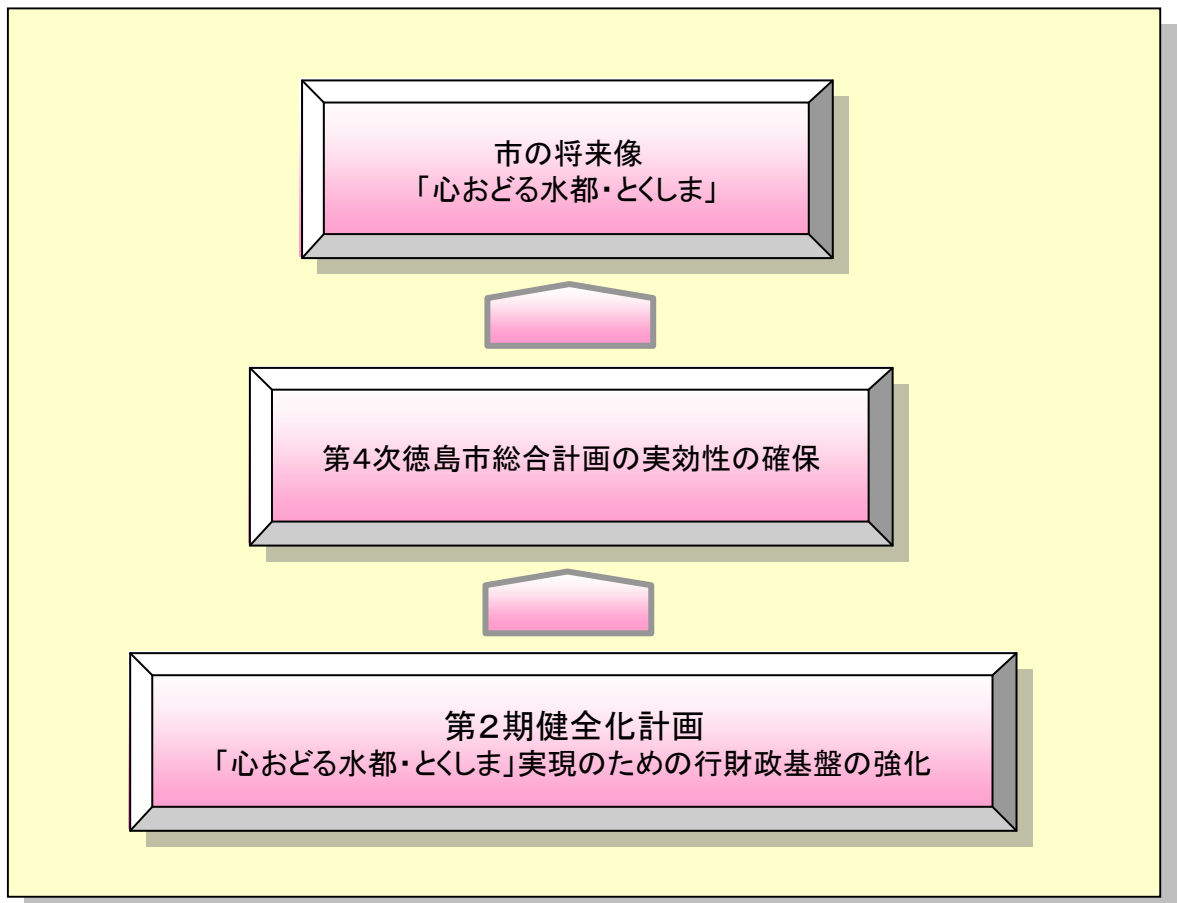 市の将来像
「心おどる水都・とくしま」
第4次徳島市総合計画の実効性の確保
第2期健全化計画
「心おどる水都・とくしま」実現のための行財政基盤の強化